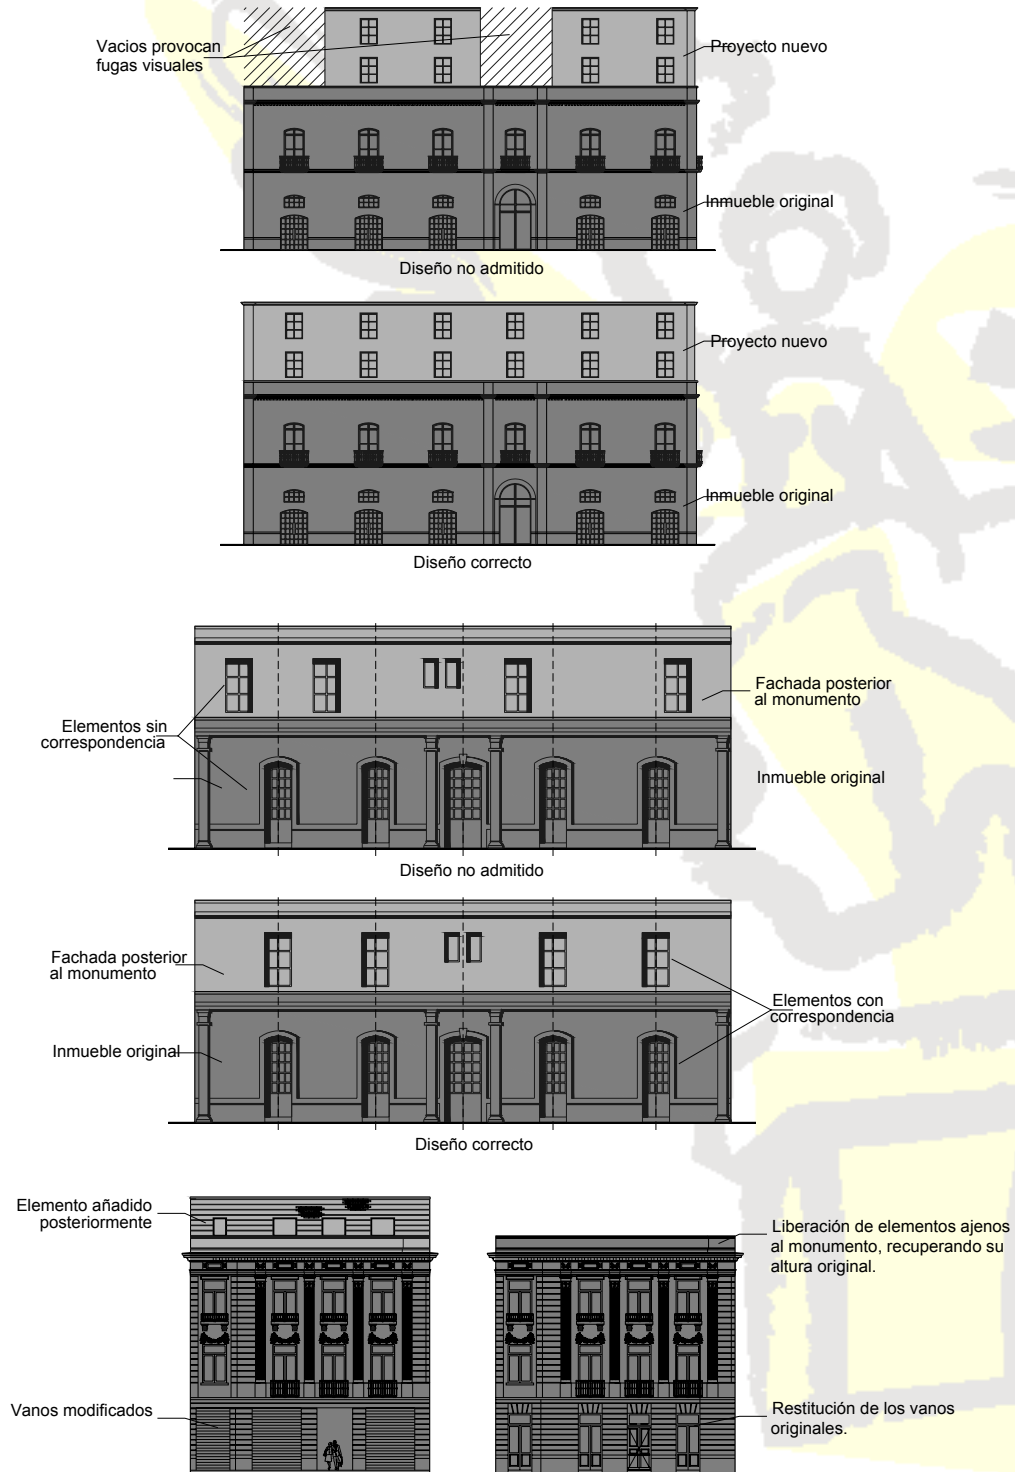 Vacios provocan
fugas visuales
Proyecto nuevo
Inmueble original
Diseño no admitido
Proyecto nuevo
Inmueble original
Diseño correcto
Fachada posterior
al monumento
Elementos sin
correspondencia
Inmueble original
Diseño no admitido
Fachada posterior
al monumento
Elementos con
correspondencia
Inmueble original
Diseño correcto
Elemento añadido
posteriormente
Liberación de elementos ajenos
al monumento, recuperando su
altura original.
Vanos modificados
Restitución de los vanos
originales.